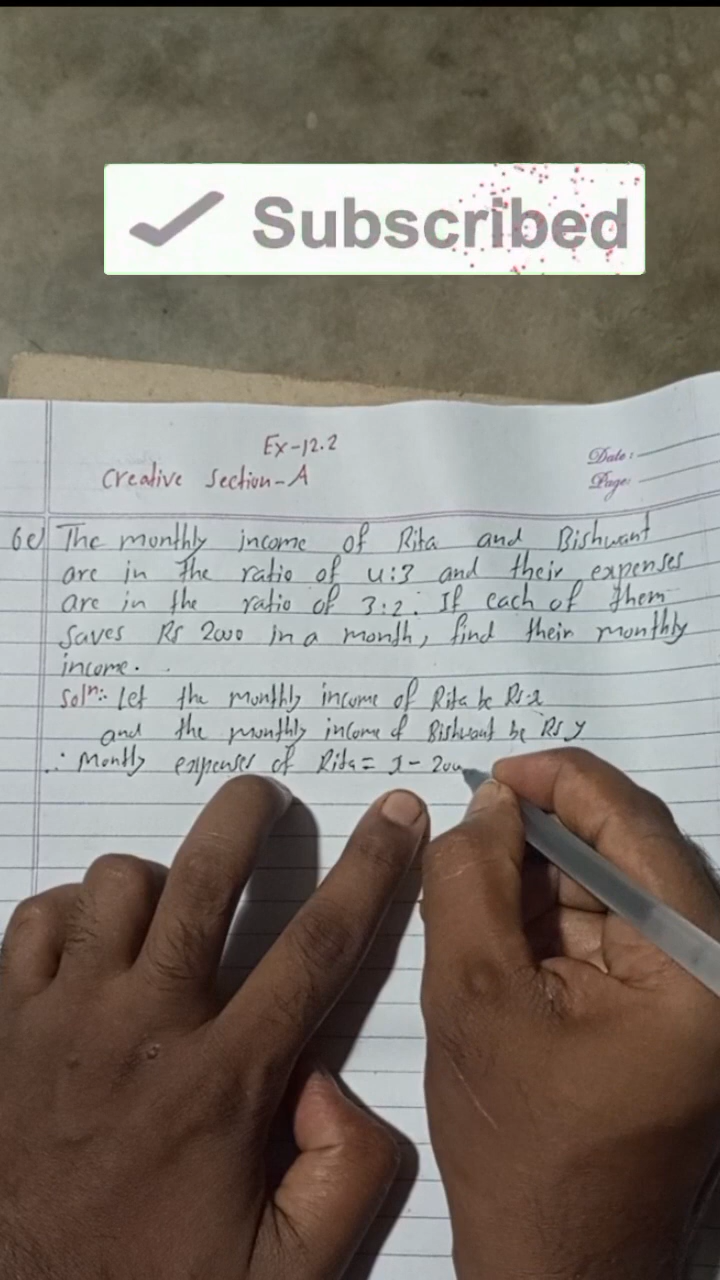 Subscribed
Ex-12.2
Creative Section-A
Date:
Page:
6e) The monthly income of Rita and Bishwant
are in the ratio of 4:3 and their expenses
are in the ratio of 3:2. If each of them
saves Rs 2000 in a month, find their monthly
income.
Solⁿ:- Let the monthly income of Rita be Rs x
and the monthly income of Bishwant be Rs y
∴ Montly expenses of Rita = x - 200